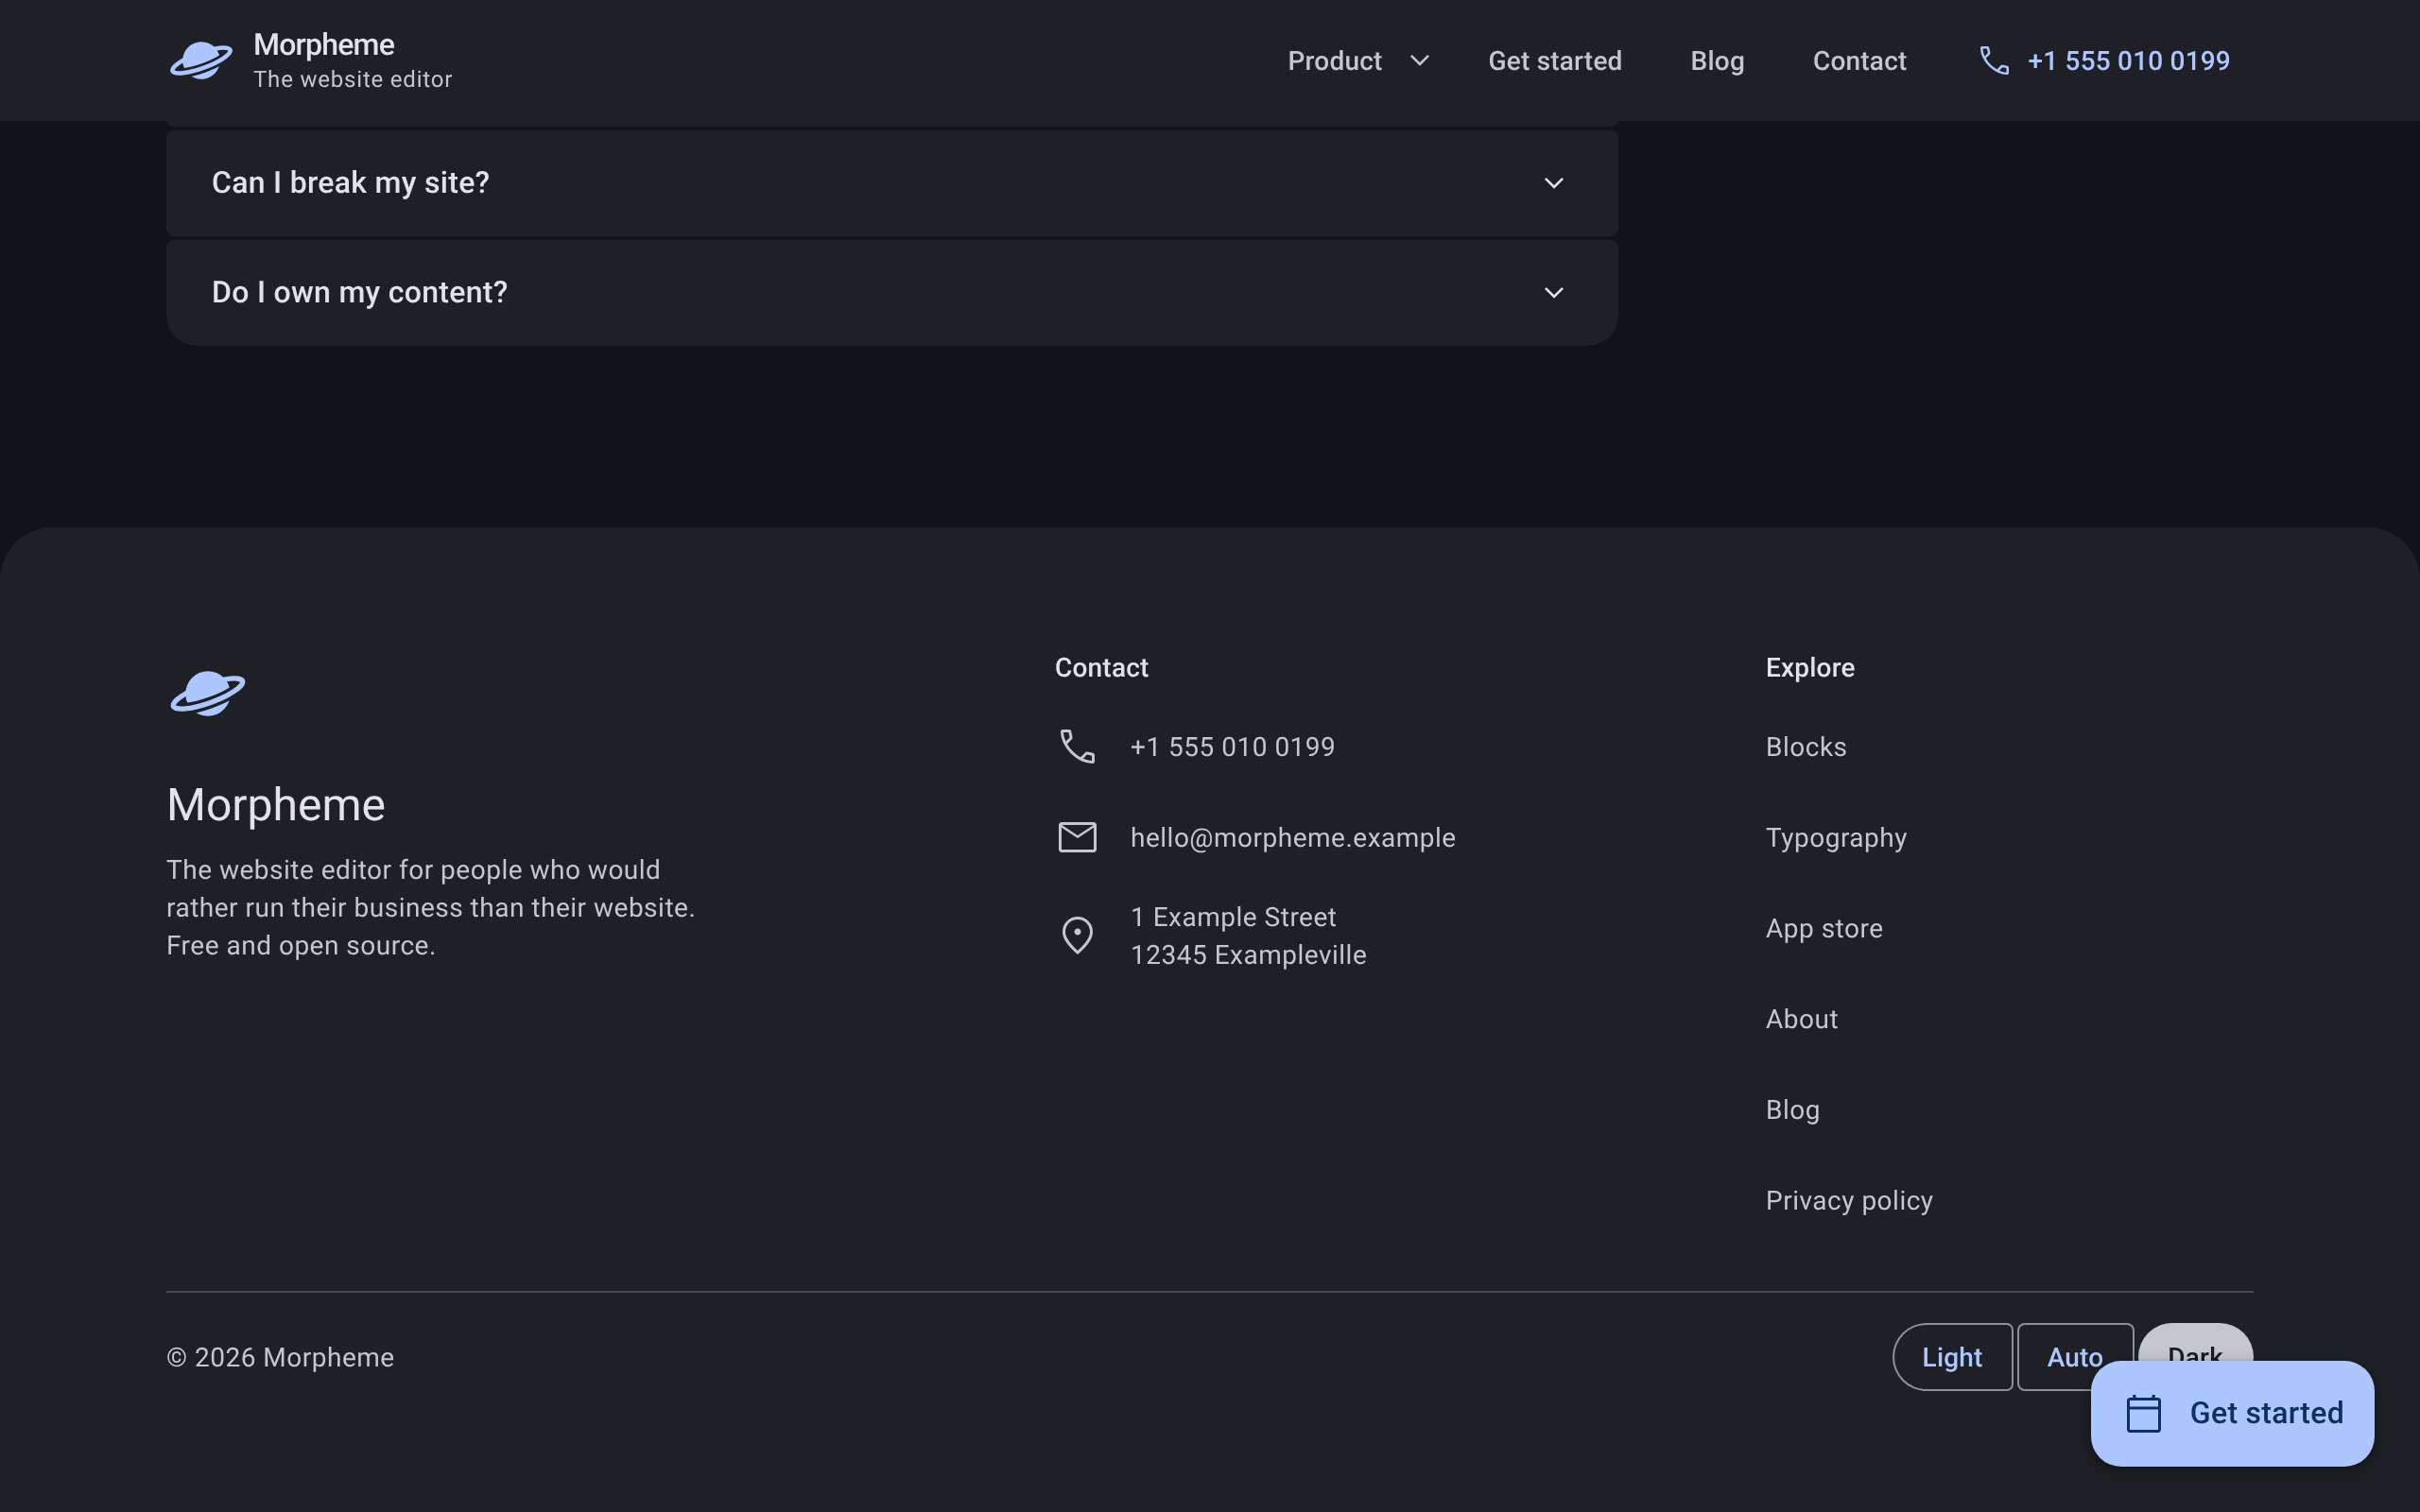 Morpheme
The website editor
Product
Get started
Blog
Contact
+1 555 010 0199
Can I break my site?
Do I own my content?
Morpheme
The website editor for people who would
rather run their business than their website.
Free and open source.
Contact
+1 555 010 0199
hello@morpheme.example
1 Example Street
12345 Exampleville
Explore
Blocks
Typography
App store
About
Blog
Privacy policy
© 2026 Morpheme
Light
Auto
Dark
Get started